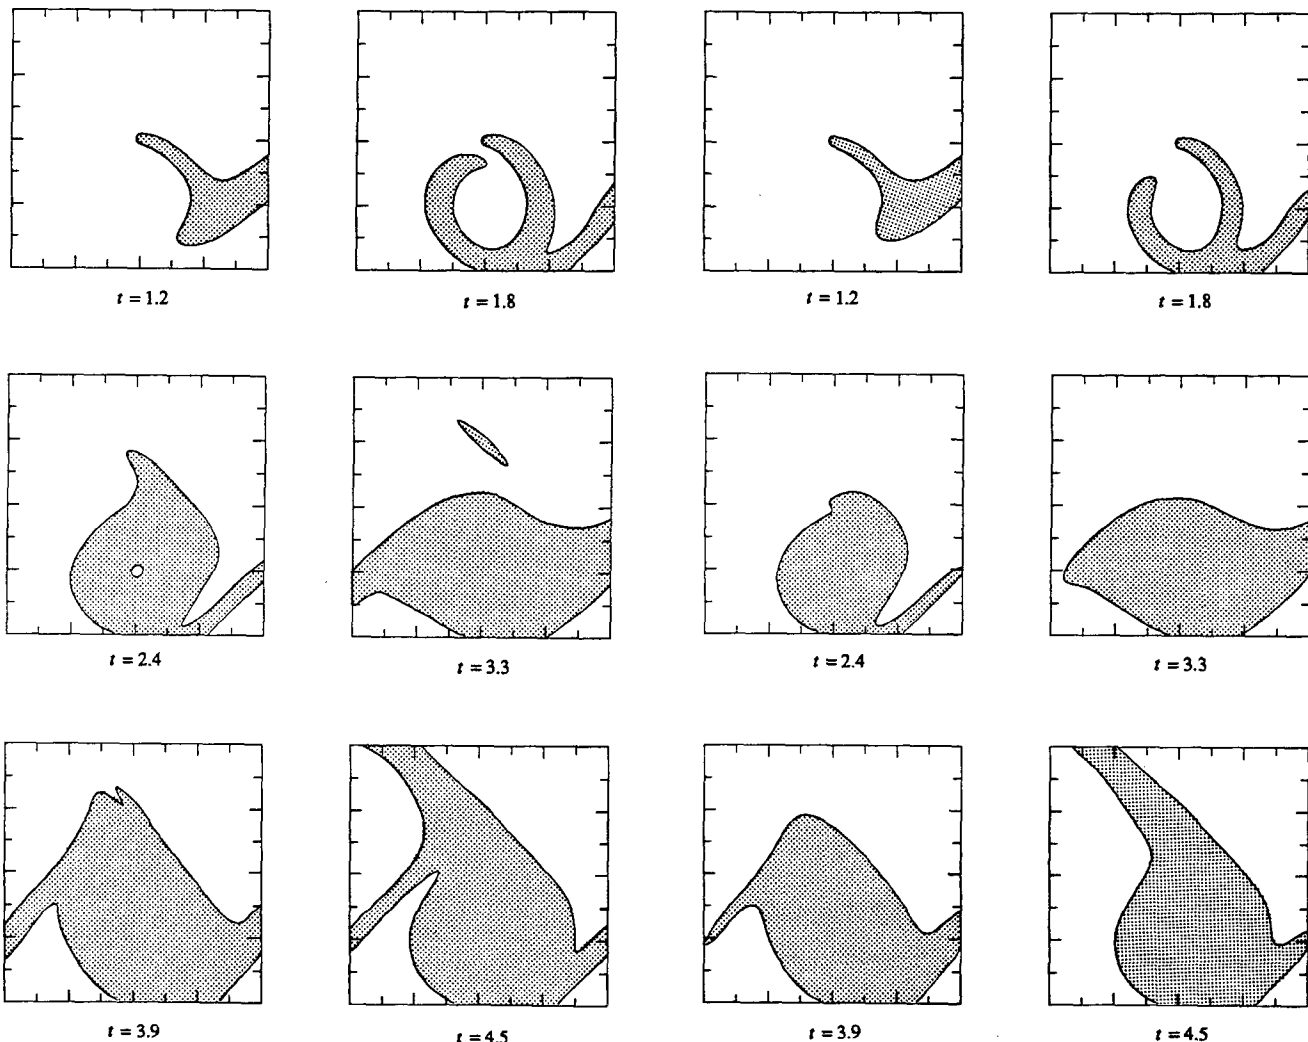 t = 1.2
t = 1.8
t = 1.2
t = 1.8
t = 2.4
t = 3.3
t = 2.4
t = 3.3
t = 3.9
t = 4.5
t = 3.9
t = 4.5